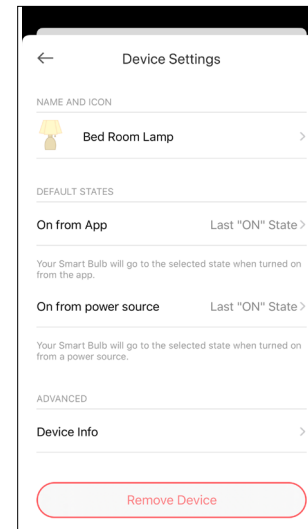 Device Settings
NAME AND ICON
Bed Room Lamp
DEFAULT STATES
On from App Last "ON" State
Your Smart Bulb will go to the selected state when turned on
from the app.
On from power source Last "ON" State
Your Smart Bulb will go to the selected state when turned on
from a power source.
ADVANCED
Device Info
Remove Device